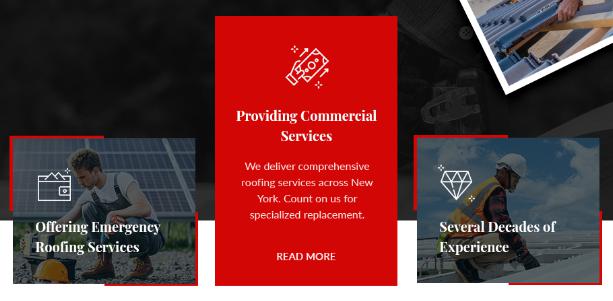 Providing Commercial
Services
We deliver comprehensive
roofing services across New
York. Count on us for
specialized replacement.
READ MORE
Offering Emergency
Roofing Services
Several Decades of
Experience